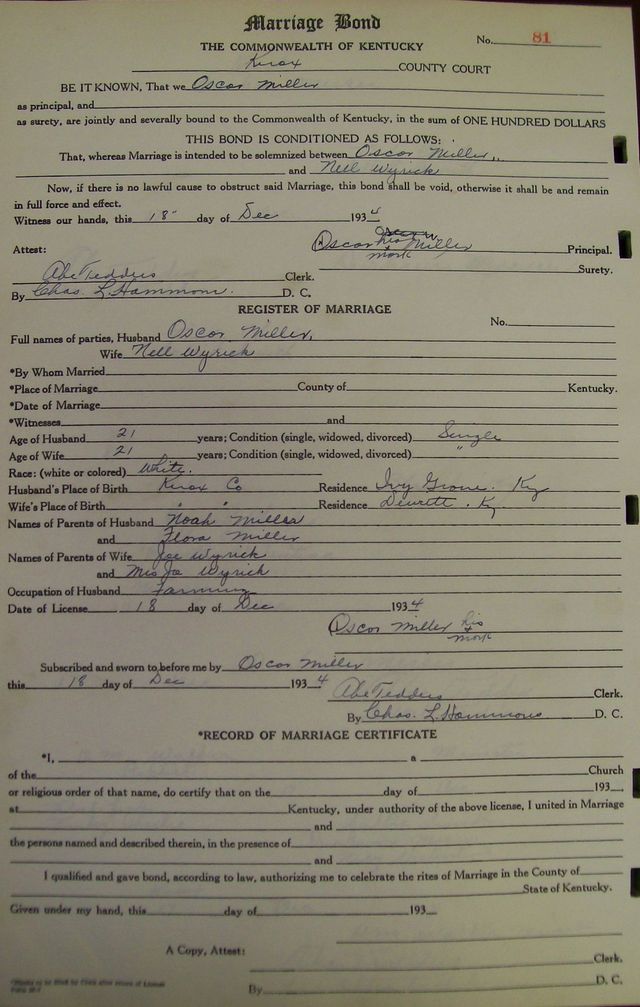 Marriage Bond
No. 81
THE COMMONWEALTH OF KENTUCKY
Knox COUNTY COURT
BE IT KNOWN, That we Oscar Miller
as principal, and
as surety, are jointly and severally bound to the Commonwealth of Kentucky, in the sum of ONE HUNDRED DOLLARS
THIS BOND IS CONDITIONED AS FOLLOWS:
That, whereas Marriage is intended to be solemnized between Oscar Miller,
and Nell Wyrick
Now, if there is no lawful cause to obstruct said Marriage, this bond shall be void, otherwise it shall be and remain
in full force and effect.
Witness our hands, this 18" day of Dec 1934
Oscar his Miller Principal.
mark
Attest: Surety.
Abe Tedders Clerk.
By Chas. L. Hammons. D. C.
REGISTER OF MARRIAGE
No.
Full names of parties, Husband Oscar Miller,
Wife Nell Wyrick
*By Whom Married
*Place of Marriage County of Kentucky.
*Date of Marriage
*Witnesses and
Age of Husband 21 years; Condition (single, widowed, divorced) Single
Age of Wife 21 years; Condition (single, widowed, divorced) "
Race: (white or colored) White.
Husband's Place of Birth Knox Co Residence Ivy Grove. Ky
Wife's Place of Birth " " Residence Dewitt. Ky
Names of Parents of Husband Noah Miller
and Flora Miller
Names of Parents of Wife Joe Wyrick
and Mrs Joe Wyrick
Occupation of Husband Farming
Date of License 18 day of Dec 1934
Oscar Miller his
x
mark
Subscribed and sworn to before me by Oscar Miller
this 18 day of Dec 1934
Abe Tedders Clerk.
By Chas. L. Hammons D. C.
*RECORD OF MARRIAGE CERTIFICATE
*I, a
of the Church
or religious order of that name, do certify that on the day of 193
at Kentucky, under authority of the above license, I united in Marriage
and
the persons named and described therein, in the presence of
and
I qualified and gave bond, according to law, authorizing me to celebrate the rites of Marriage in the County of
State of Kentucky.
Given under my hand, this day of 193
A Copy, Attest:
Clerk.
By D. C.